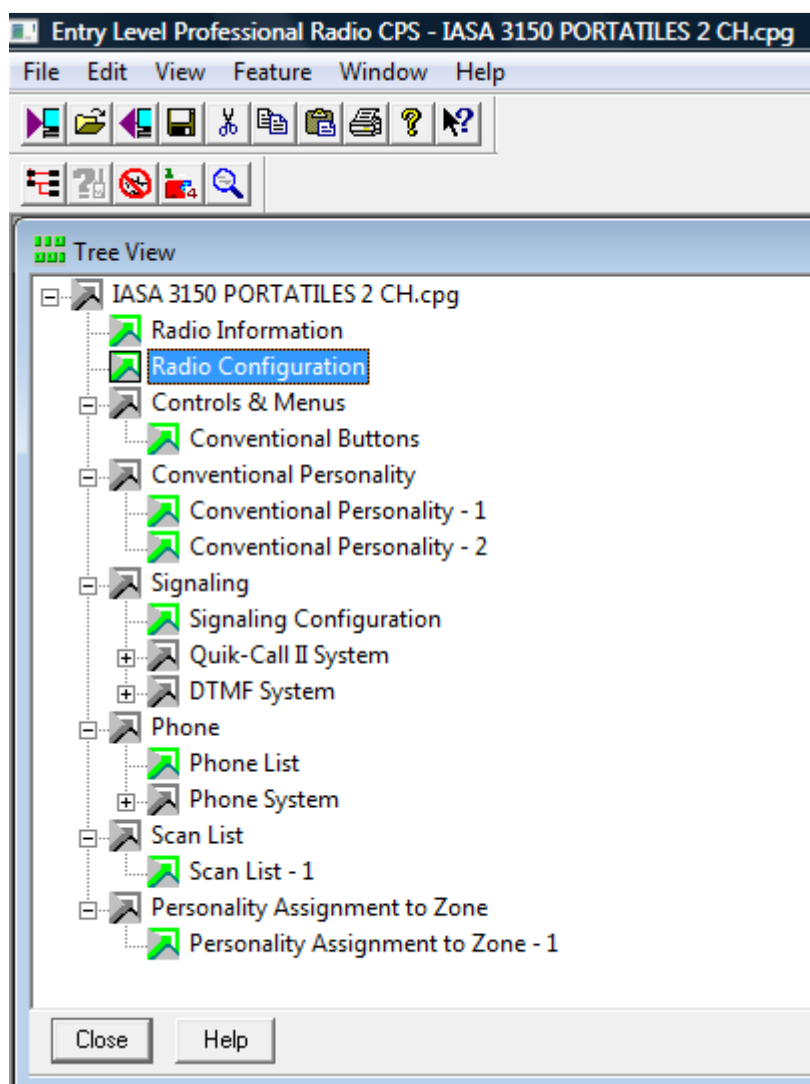 Entry Level Professional Radio CPS - IASA 3150 PORTATILES 2 CH.cpg
File Edit View Feature Window Help
Tree View
IASA 3150 PORTATILES 2 CH.cpg
Radio Information
Radio Configuration
Controls & Menus
Conventional Buttons
Conventional Personality
Conventional Personality - 1
Conventional Personality - 2
Signaling
Signaling Configuration
Quik-Call II System
DTMF System
Phone
Phone List
Phone System
Scan List
Scan List - 1
Personality Assignment to Zone
Personality Assignment to Zone - 1
Close Help